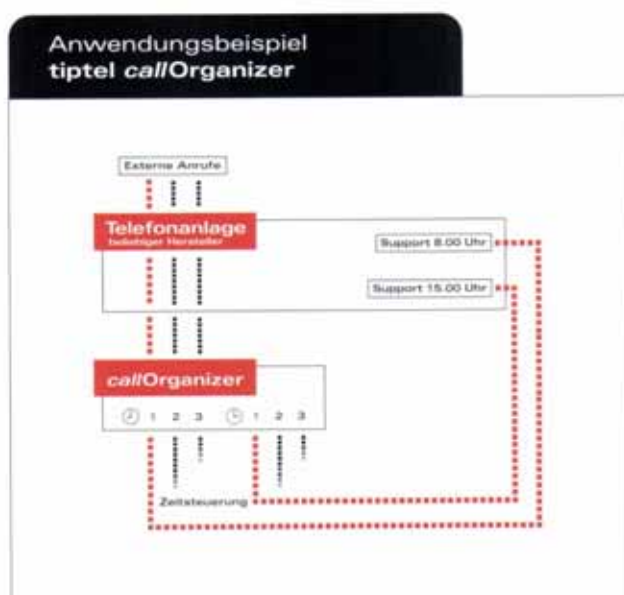 Anwendungsbeispiel
tiptel callOrganizer
Externe Anrufe
Telefonanlage
beliebiger Hersteller
Support 8.00 Uhr
Support 15.00 Uhr
callOrganizer
1 2 3 1 2 3
Zeitsteuerung